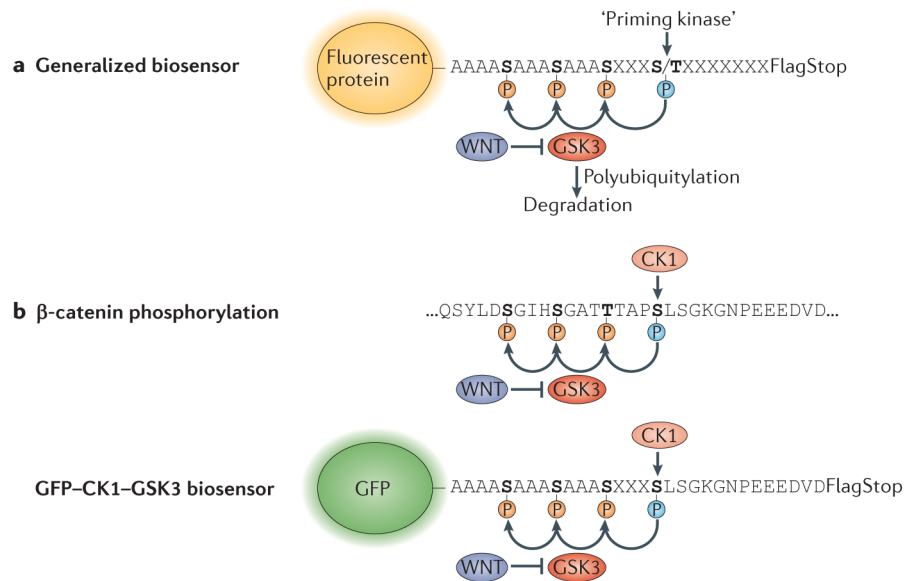 'Priming kinase'
a Generalized biosensor
Fluorescent
protein
AAAASAAASAAASXXXS/TXXXXXXXFlagStop
P P P P
WNT GSK3
Polyubiquitylation
Degradation
CK1
b β-catenin phosphorylation
...QSYLDSGIHSGATTTAPSLSGKGNPEEEDVD...
P P P P
WNT GSK3
CK1
GFP–CK1–GSK3 biosensor
GFP
AAAASAAASAAASXXXSLSGKGNPEEEDVDFlagStop
P P P P
WNT GSK3